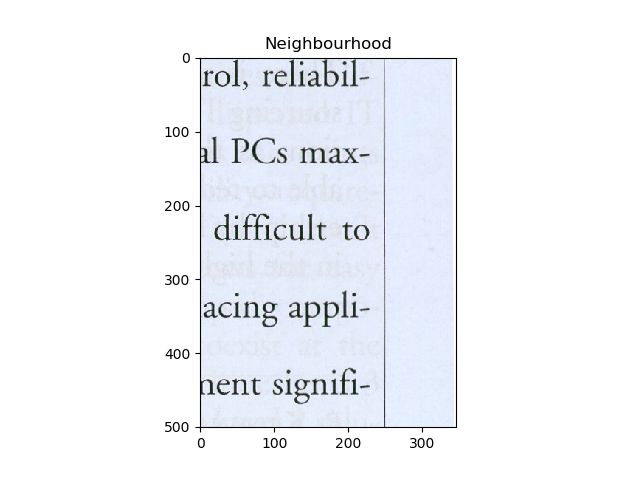 Neighbourhood
0
100
200
300
400
500
0
100
200
300
rol, reliabil-
al PCs max-
difficult to
acing appli-
ment signifi-